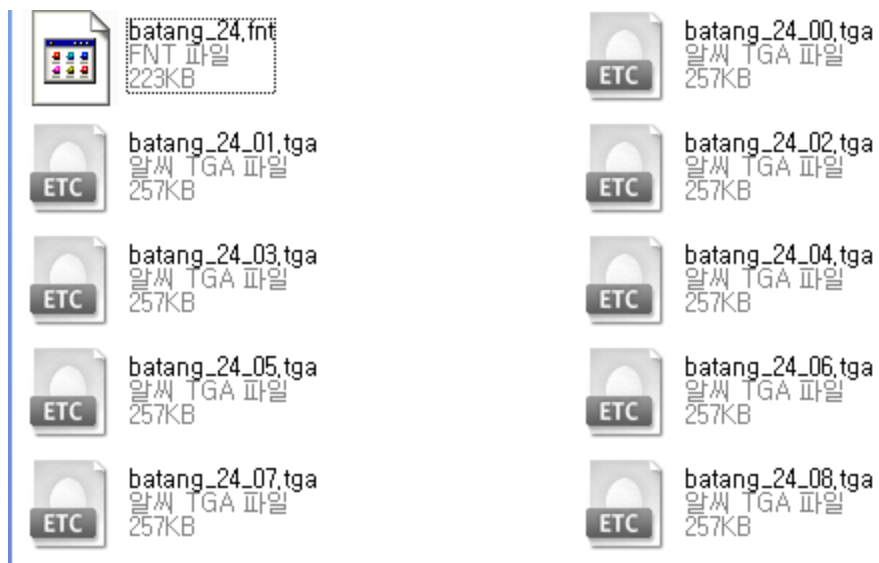 batang_24.fnt
FNT 파일
223KB
ETC
batang_24_00.tga
알씨 TGA 파일
257KB
ETC
batang_24_01.tga
알씨 TGA 파일
257KB
ETC
batang_24_02.tga
알씨 TGA 파일
257KB
ETC
batang_24_03.tga
알씨 TGA 파일
257KB
ETC
batang_24_04.tga
알씨 TGA 파일
257KB
ETC
batang_24_05.tga
알씨 TGA 파일
257KB
ETC
batang_24_06.tga
알씨 TGA 파일
257KB
ETC
batang_24_07.tga
알씨 TGA 파일
257KB
ETC
batang_24_08.tga
알씨 TGA 파일
257KB